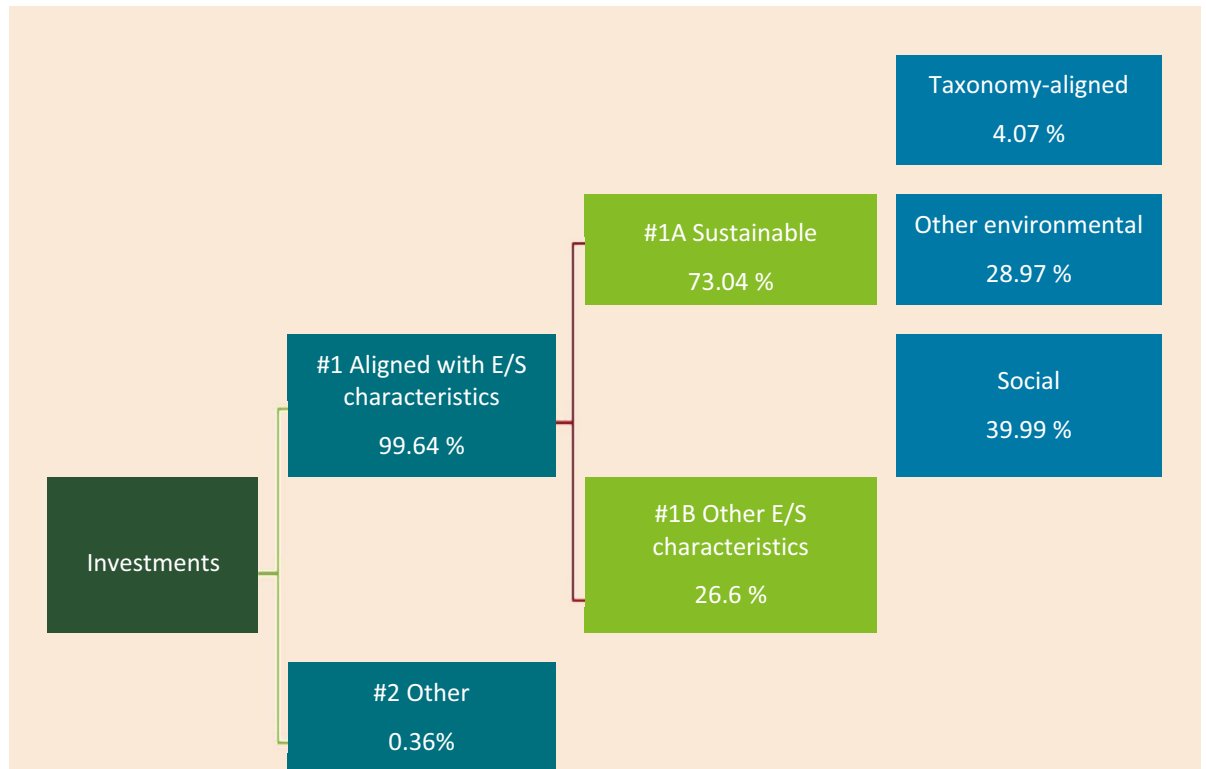 Taxonomy-aligned
4.07 %
#1A Sustainable
73.04 %
Other environmental
28.97 %
#1 Aligned with E/S
characteristics
99.64 %
Social
39.99 %
Investments
#1B Other E/S
characteristics
26.6 %
#2 Other
0.36%